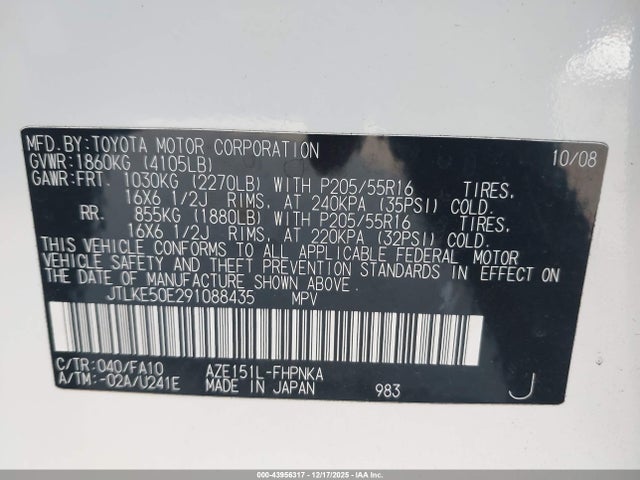 MFD.BY:TOYOTA MOTOR CORPORATION 10/08
GVWR:1860KG (4105LB)
GAWR:FRT. 1030KG (2270LB) WITH P205/55R16 TIRES,
16X6 1/2J RIMS, AT 240KPA (35PSI) COLD.
RR. 855KG (1880LB) WITH P205/55R16 TIRES,
16X6 1/2J RIMS, AT 220KPA (32PSI) COLD.
THIS VEHICLE CONFORMS TO ALL APPLICABLE FEDERAL MOTOR
VEHICLE SAFETY AND THEFT PREVENTION STANDARDS IN EFFECT ON
THE DATE OF MANUFACTURE SHOWN ABOVE.
JTLKE50E291088435 MPV
C/TR:040/FA10 AZE151L-FHPNKA
A/TM:-02A/U241E MADE IN JAPAN 983 J
000-43956317 - 12/17/2025 - COPYRIGHT IAA, LLC.